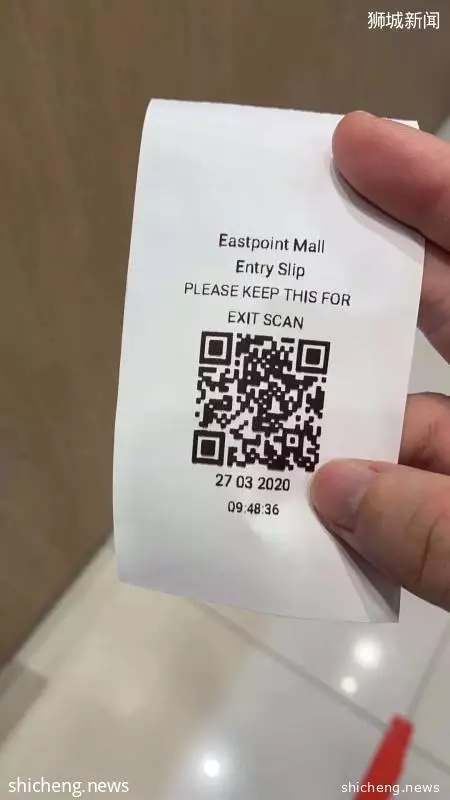 狮城新闻
Eastpoint Mall
Entry Slip
PLEASE KEEP THIS FOR
EXIT SCAN
27 03 2020
09:48:36
shicheng.news
shicheng.news